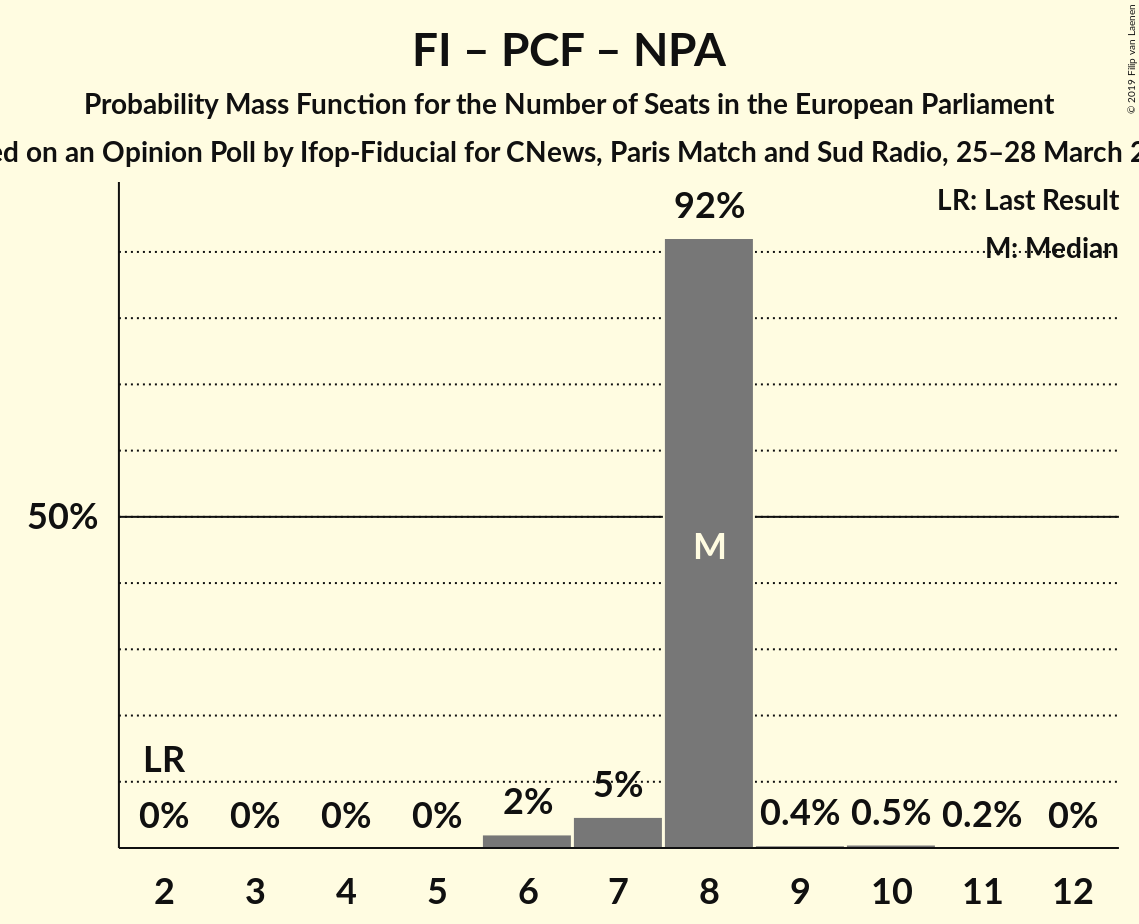 FI – PCF – NPA
Probability Mass Function for the Number of Seats in the European Parliament
on an Opinion Poll by Ifop-Fiducial for CNews, Paris Match and Sud Radio, 25–28 March
© 2019 Filip van Laenen
LR: Last Result
M: Median
92%
50%
M
LR
0% 0% 0% 0% 2% 5% 0.4% 0.5% 0.2% 0%
2 3 4 5 6 7 8 9 10 11 12